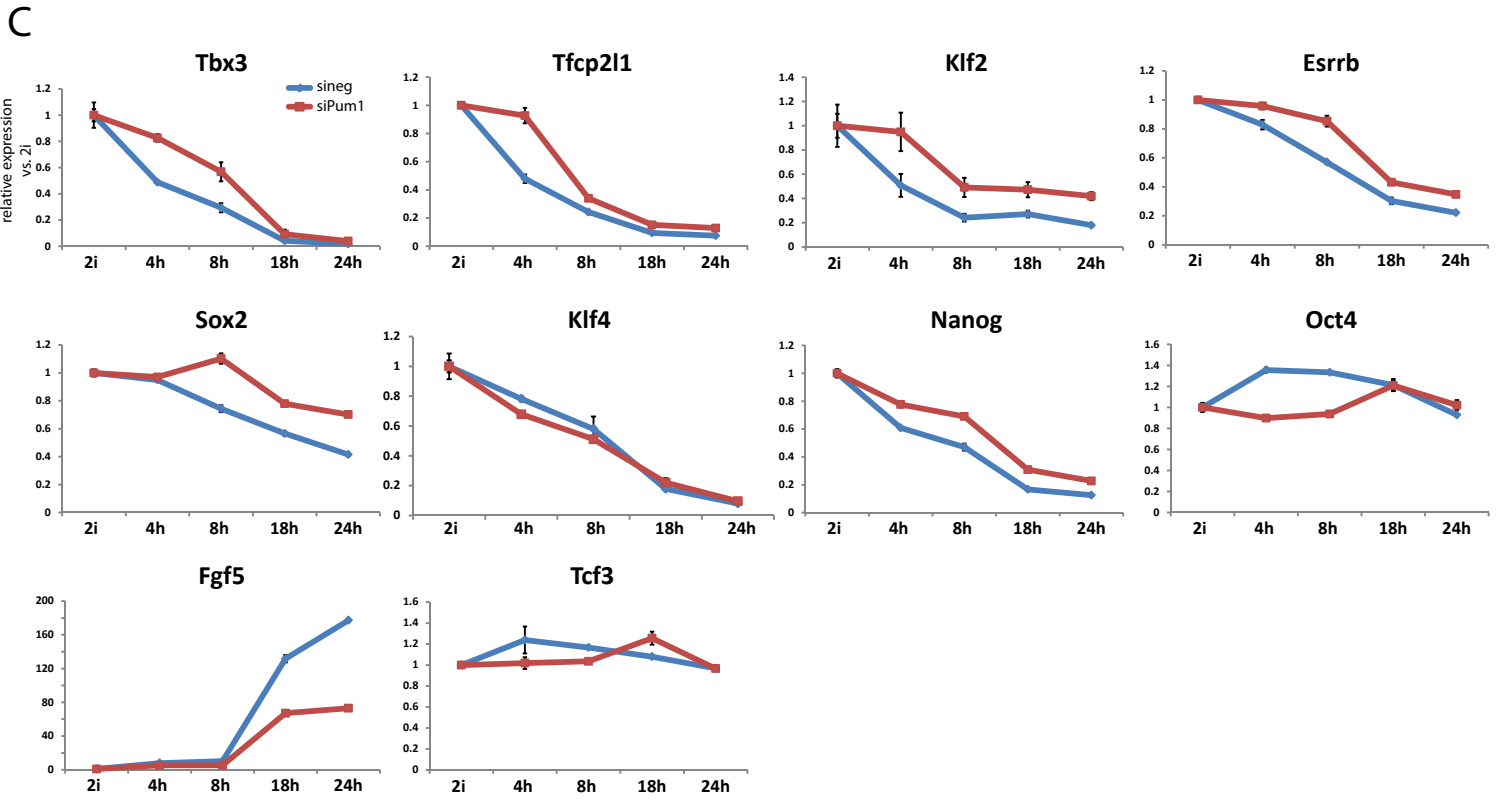 C
Tbx3
Tfcp2l1
Klf2
Esrrb
relative expression
vs. 2i
sineg
siPum1
1.2
1
0.8
0.6
0.4
0.2
0
2i 4h 8h 18h 24h
1.2
1
0.8
0.6
0.4
0.2
0
2i 4h 8h 18h 24h
1.4
1.2
1
0.8
0.6
0.4
0.2
0
2i 4h 8h 18h 24h
1.2
1
0.8
0.6
0.4
0.2
0
2i 4h 8h 18h 24h
Sox2
Klf4
Nanog
Oct4
1.2
1
0.8
0.6
0.4
0.2
0
2i 4h 8h 18h 24h
1.2
1
0.8
0.6
0.4
0.2
0
2i 4h 8h 18h 24h
1.2
1
0.8
0.6
0.4
0.2
0
2i 4h 8h 18h 24h
1.6
1.4
1.2
1
0.8
0.6
0.4
0.2
0
2i 4h 8h 18h 24h
Fgf5
Tcf3
200
160
120
80
40
0
2i 4h 8h 18h 24h
1.6
1.4
1.2
1
0.8
0.6
0.4
0.2
0
2i 4h 8h 18h 24h